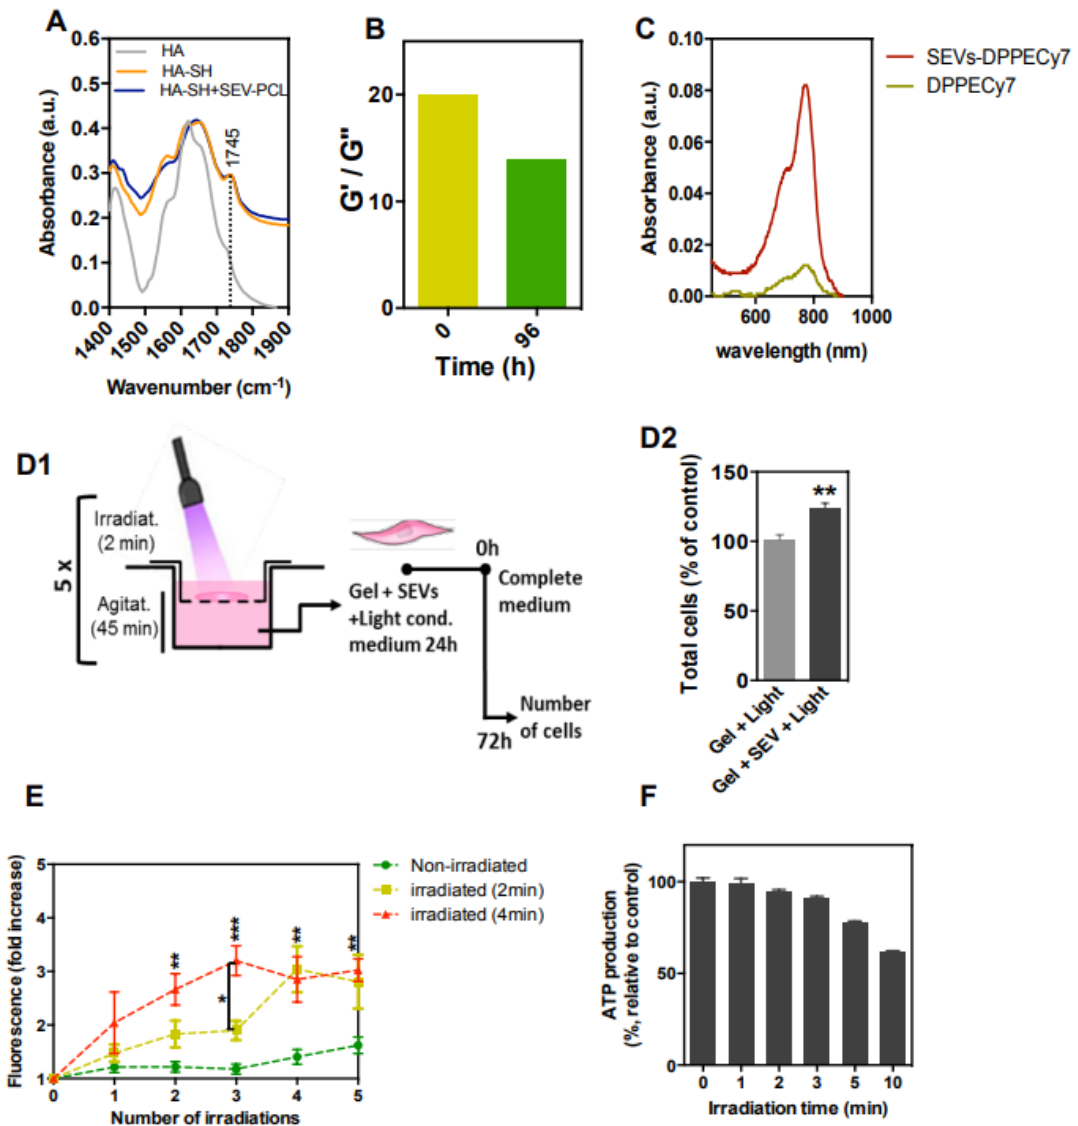 A
0.6
0.5
0.4
0.3
0.2
0.1
0.0
Absorbance (a.u.)
HA
HA-SH
HA-SH+SEV-PCL
1745
1400
1500
1600
1700
1800
1900
Wavenumber (cm-1)
B
20
10
0
G' / G"
0
96
Time (h)
C
0.10
0.08
0.06
0.04
0.02
0.00
Absorbance (a.u.)
600
800
1000
wavelength (nm)
SEVs-DPPECy7
DPPECy7
D1
5 x
Irradiat.
(2 min)
Agitat.
(45 min)
Gel + SEVs
+Light cond.
medium 24h
0h
Complete
medium
72h
Number
of cells
D2
150
100
50
0
Total cells (% of control)
**
Gel + Light
Gel + SEV + Light
E
5
4
3
2
1
Fluorescence (fold increase)
**
***
*
**
**
0
1
2
3
4
5
Number of irradiations
Non-irradiated
irradiated (2min)
irradiated (4min)
F
100
50
0
ATP production
(%, relative to control)
0
1
2
3
5
10
Irradiation time (min)